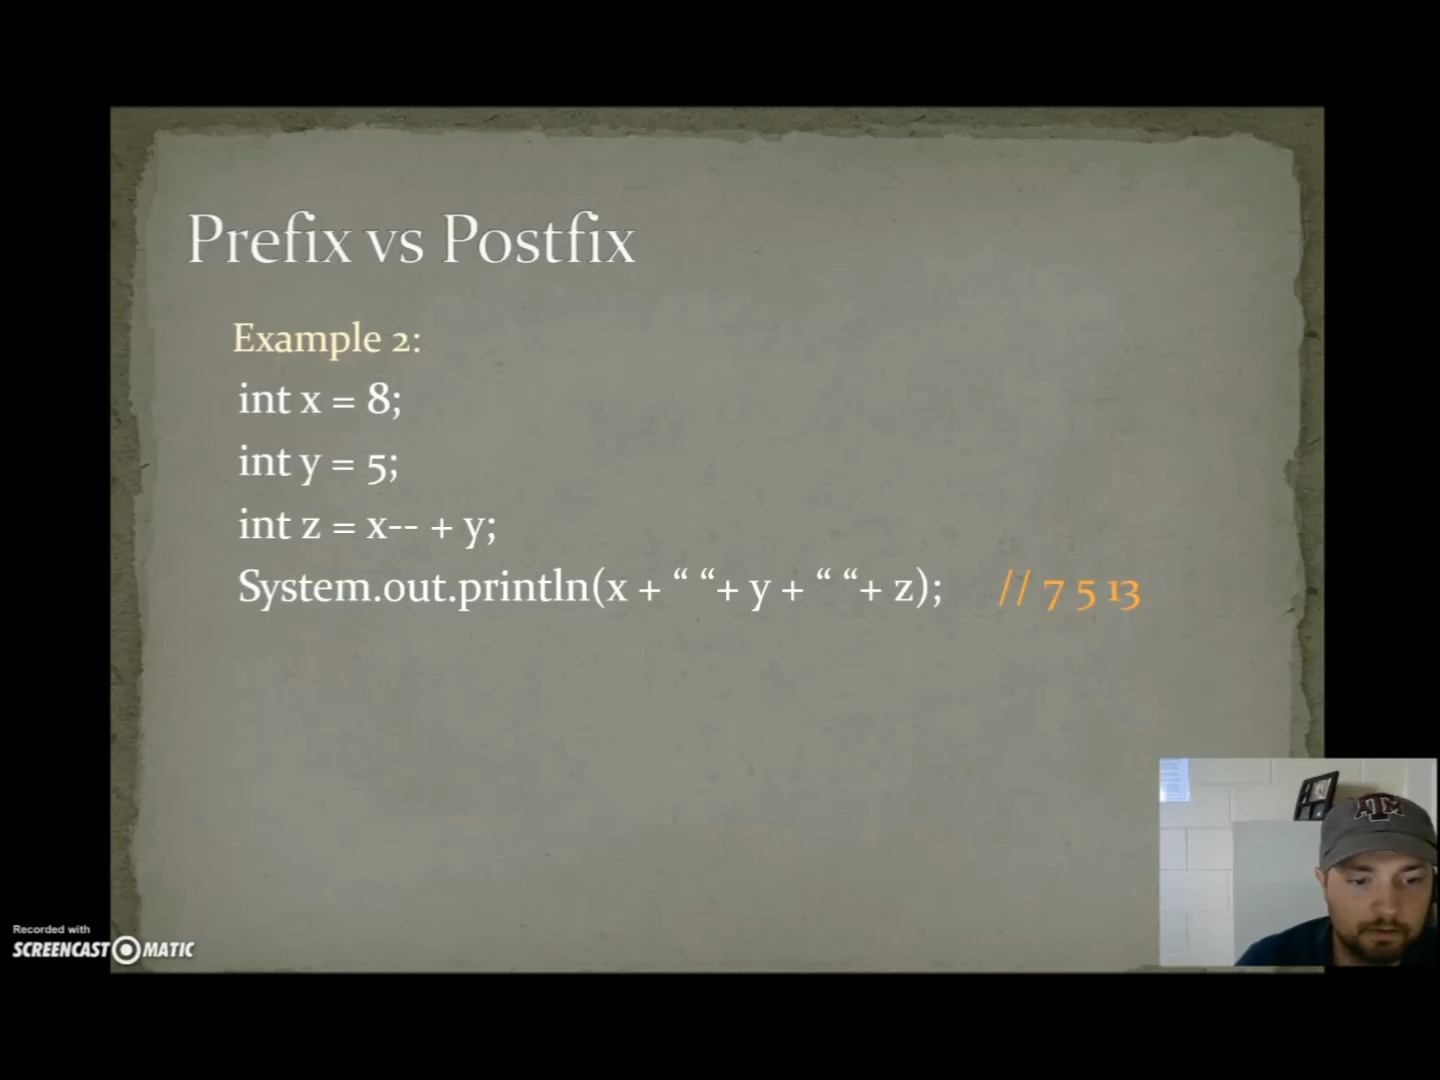 Prefix vs Postfix
Example 2:
int x = 8;
int y = 5;
int z = x-- + y;
System.out.println(x + “ “+ y + “ “+ z); // 7 5 13
Recorded with
SCREENCAST MATIC
ATM